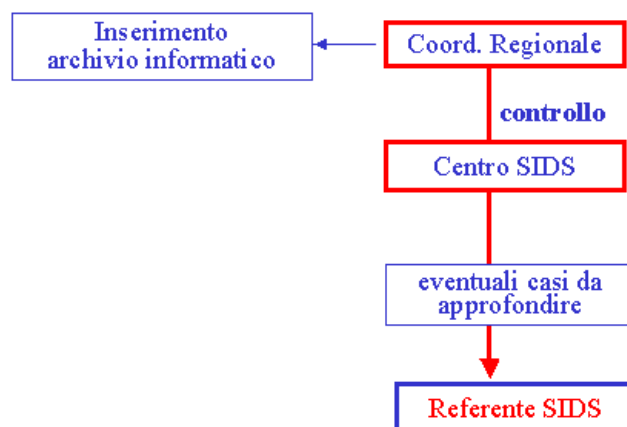 Inserimento
archivio informatico
Coord. Regionale
controllo
Centro SIDS
eventuali casi da
approfondire
Referente SIDS